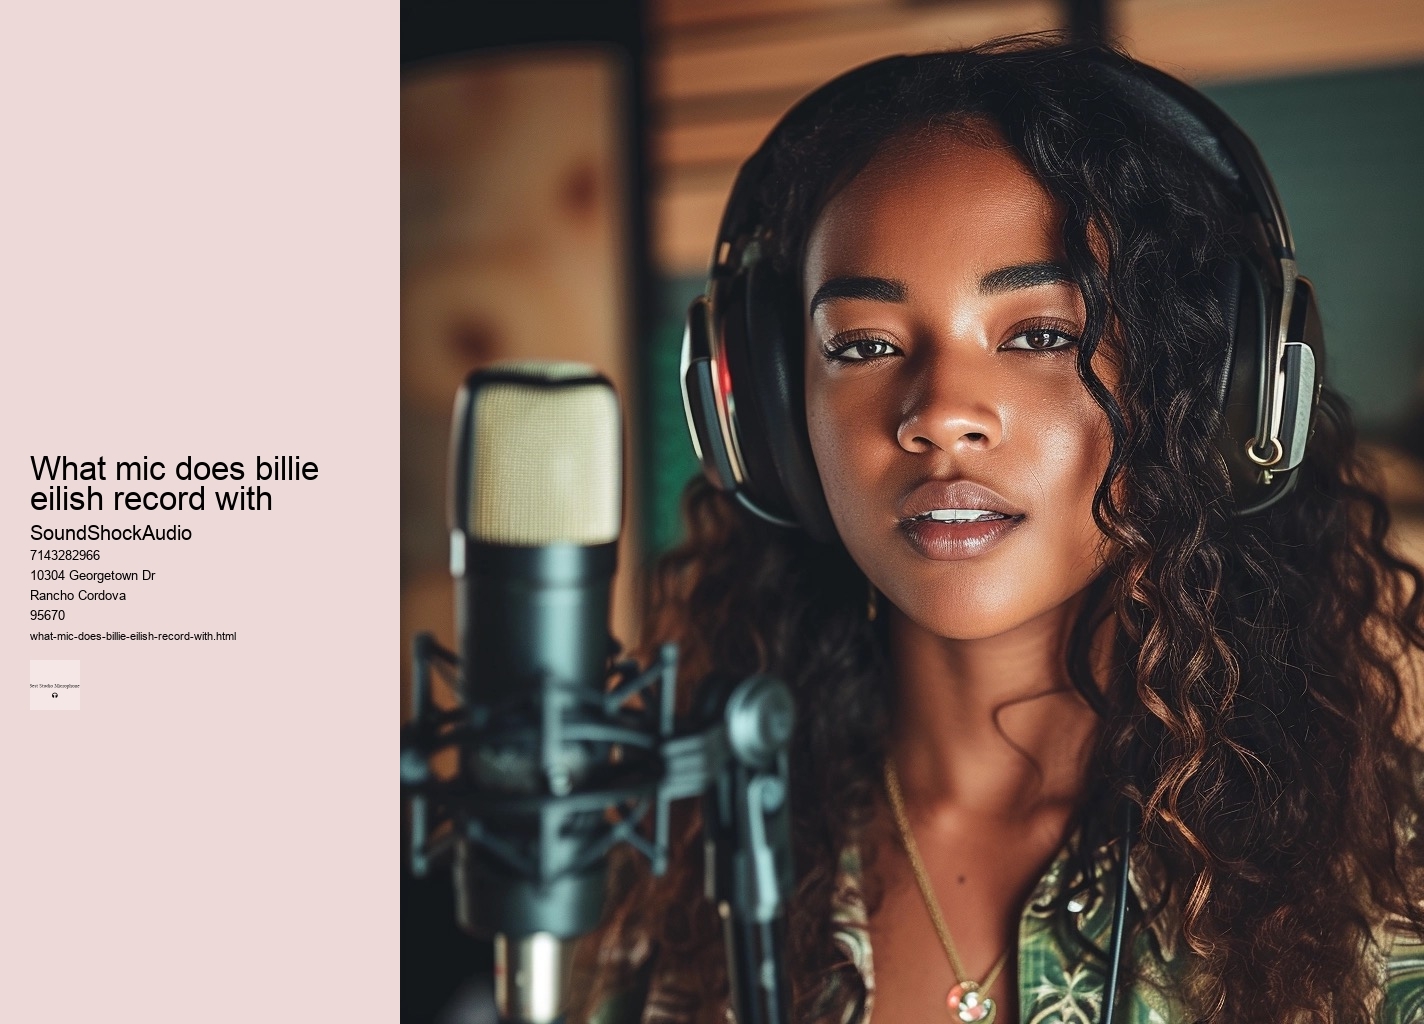 What mic does billie
eilish record with
SoundShockAudio
7143282966
10304 Georgetown Dr
Rancho Cordova
95670
what-mic-does-billie-eilish-record-with.html
Best Studio Microphone